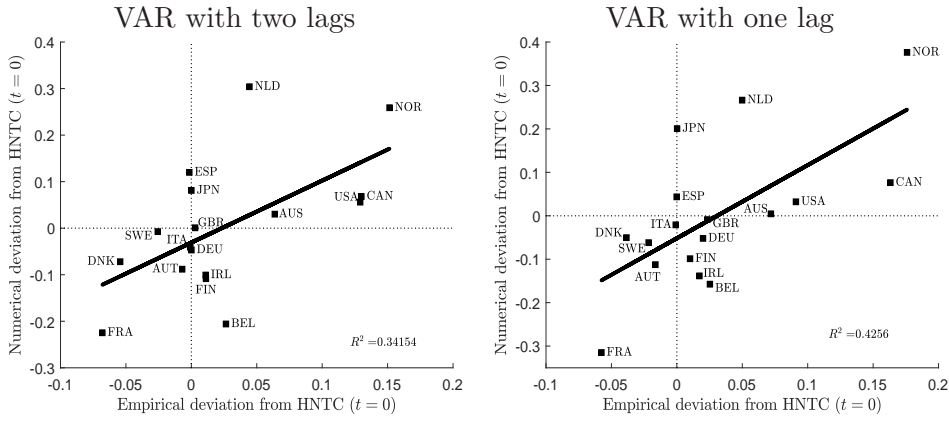 VAR with two lags
Numerical deviation from HNTC (t = 0)
0.4
0.3
0.2
0.1
0
-0.1
-0.2
-0.3
NLD
NOR
ESP
JPN
USA
CAN
AUS
GBR
SWE
ITA
DEU
DNK
AUT
IRL
FIN
BEL
FRA
R² =0.34154
-0.1
-0.05
0
0.05
0.1
0.15
0.2
Empirical deviation from HNTC (t = 0)
VAR with one lag
Numerical deviation from HNTC (t = 0)
0.4
0.3
0.2
0.1
0
-0.1
-0.2
-0.3
NOR
NLD
JPN
CAN
ESP
USA
AUS
GBR
ITA
DNK
DEU
SWE
FIN
AUT
IRL
BEL
R² =0.4256
FRA
-0.1
-0.05
0
0.05
0.1
0.15
0.2
Empirical deviation from HNTC (t = 0)